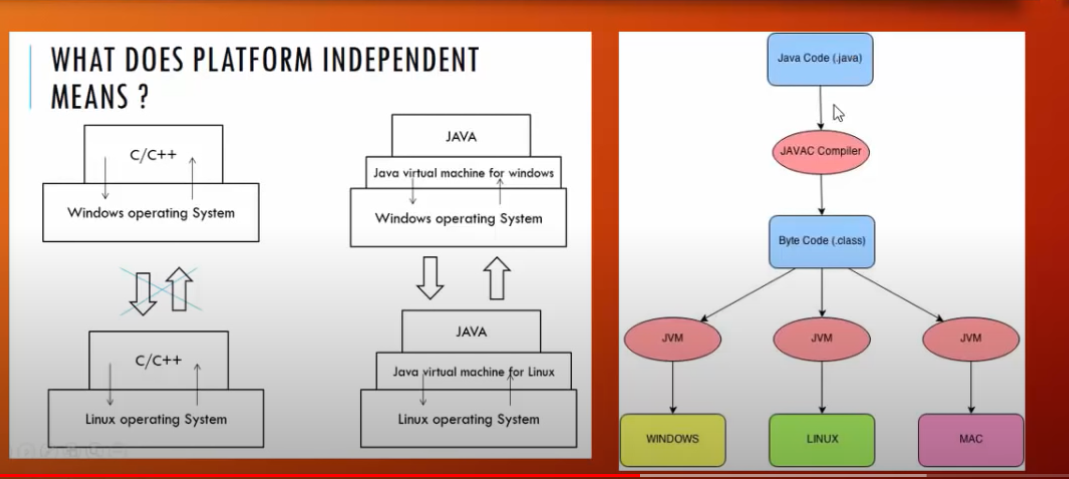 WHAT DOES PLATFORM INDEPENDENT
MEANS ?
C/C++
Windows operating System
C/C++
Linux operating System
JAVA
Java virtual machine for windows
Windows operating System
JAVA
Java virtual machine for Linux
Linux operating System
Java Code (.java)
JAVAC Compiler
Byte Code (.class)
JVM
JVM
JVM
WINDOWS
LINUX
MAC